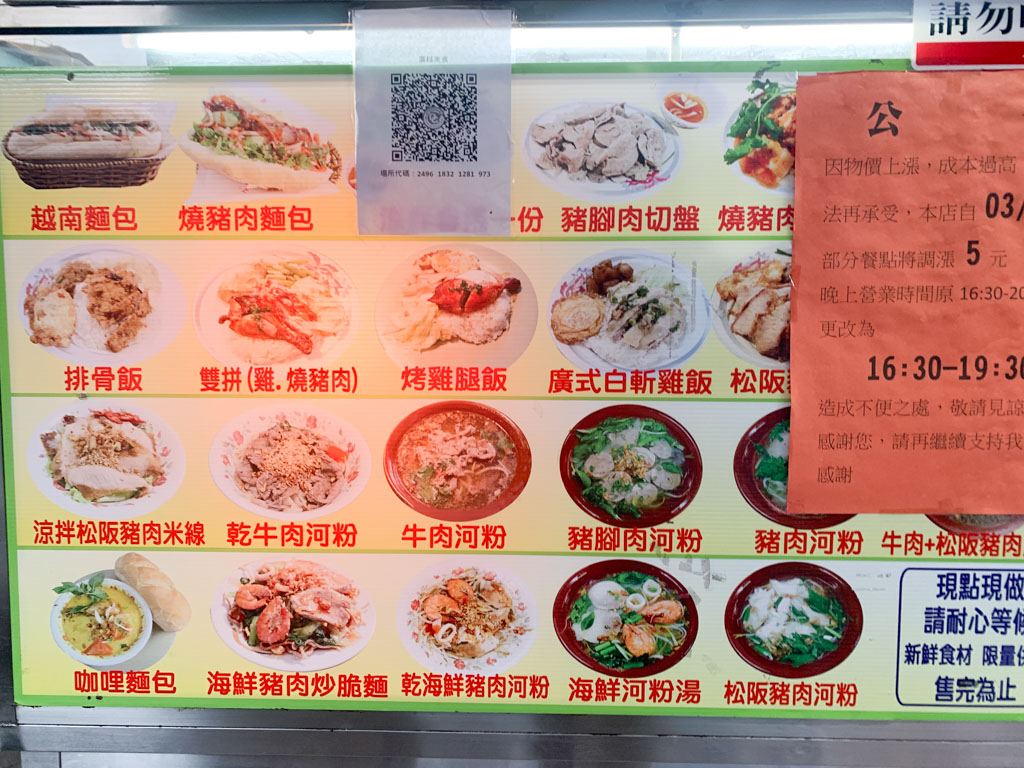 請勿
滿珄美食
場所代碼：2496 1832 1281 973
越南麵包
燒豬肉麵包
一份
豬腳肉切盤
燒豬肉
排骨飯
雙拼(雞.燒豬肉)
烤雞腿飯
廣式白斬雞飯
松阪
涼拌松阪豬肉米線
乾牛肉河粉
牛肉河粉
豬腳肉河粉
豬肉河粉
牛肉+松阪豬肉
咖哩麵包
海鮮豬肉炒脆麵
乾海鮮豬肉河粉
海鮮河粉湯
松阪豬肉河粉
公
因物價上漲，成本過高
法再承受，本店自 03/
部分餐點將調漲 5 元
晚上營業時間原 16:30-20
更改為
16:30-19:30
造成不便之處，敬請見諒
感謝您，請再繼續支持我
感謝
現點現做
請耐心等候
新鮮食材 限量
售完為止